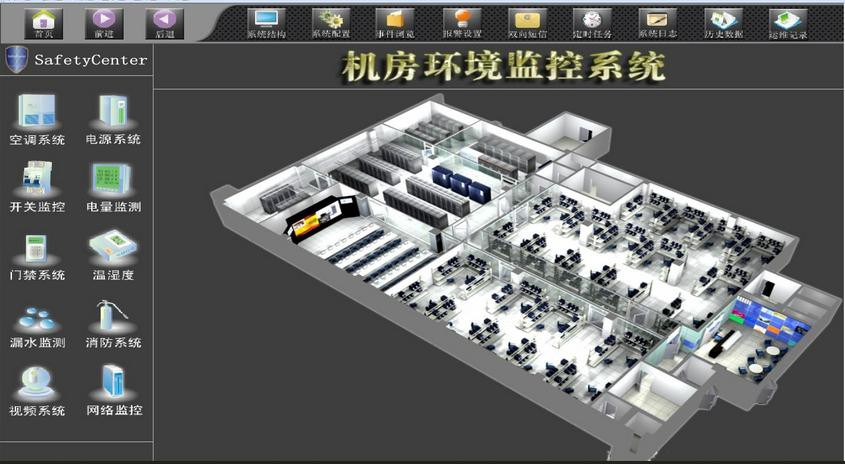 首页 前进 后退 系统结构 系统配置 事件浏览 报警设置 双向短信 定时任务 系统日志 历史数据 运维记录
SafetyCenter
机房环境监控系统
空调系统 电源系统
开关监控 电量监测
门禁系统 温湿度
漏水监测 消防系统
视频系统 网络监控